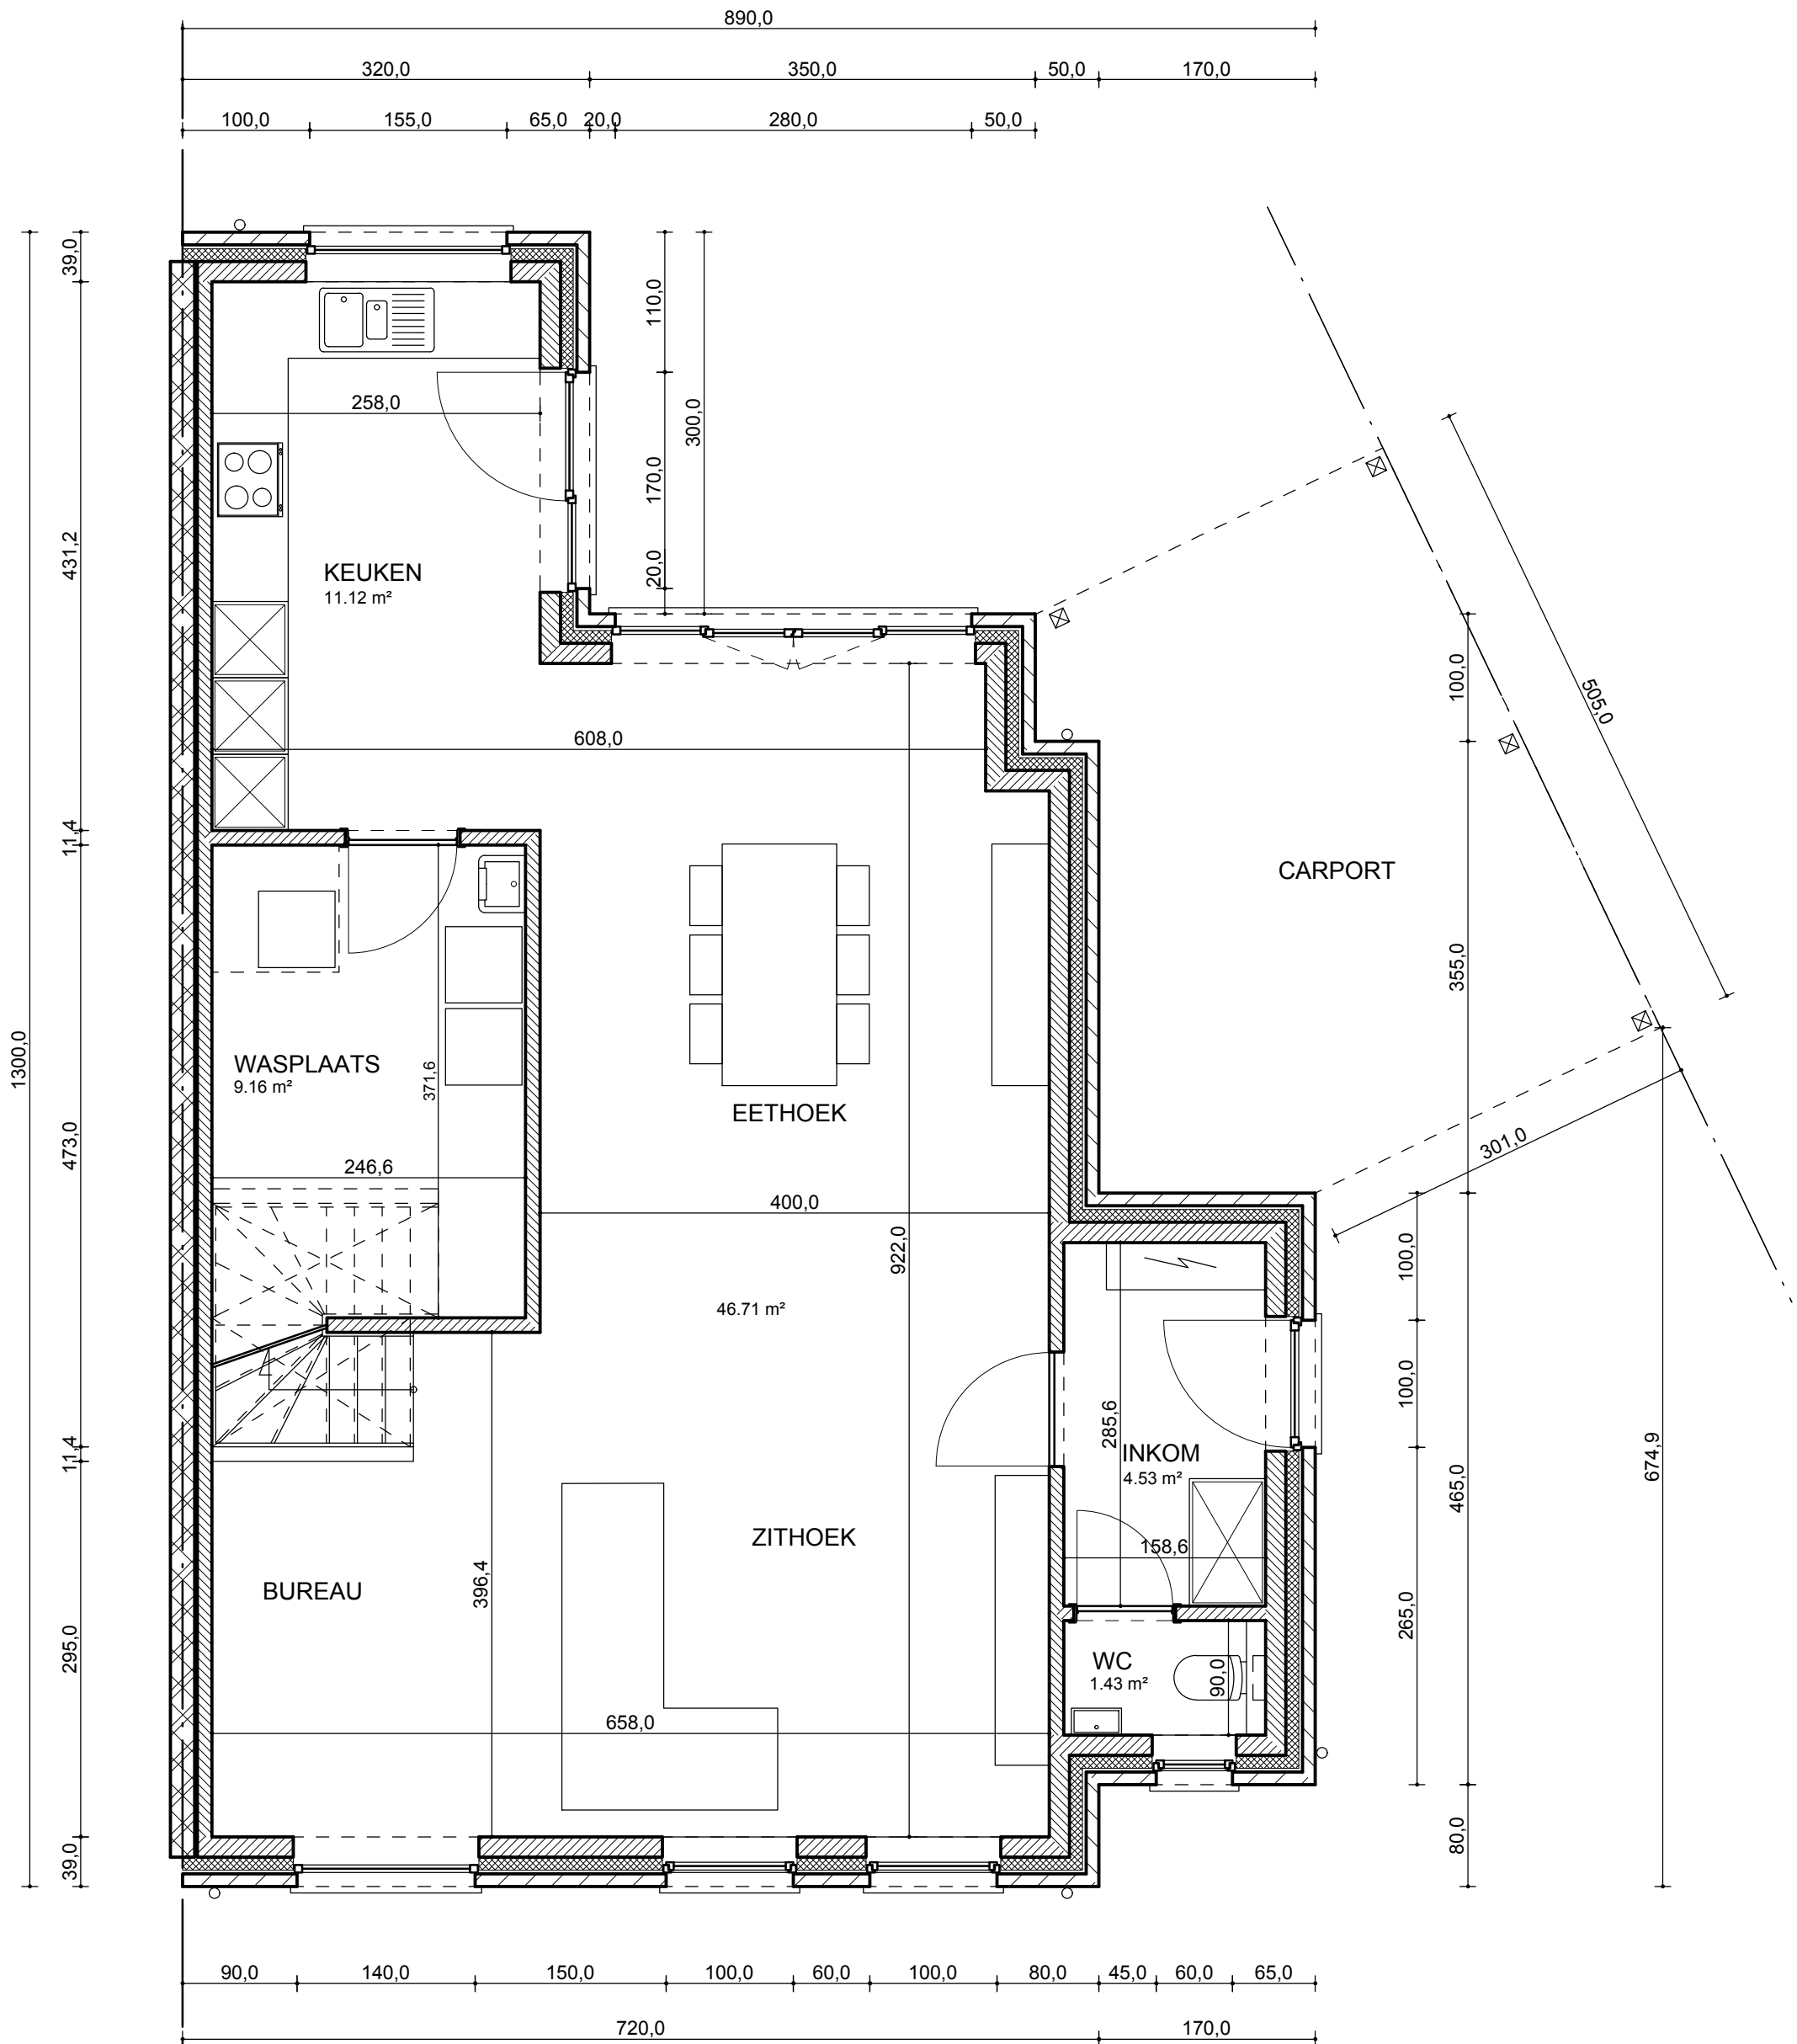 890,0
320,0 350,0 50,0 170,0
100,0 155,0 65,0 20,0 280,0 50,0
39,0
110,0
300,0
258,0
170,0
431,2
KEUKEN
11.12 m²
20,0
505,0
100,0
608,0
11,4
CARPORT
355,0
1300,0
WASPLAATS
9.16 m²
371,6
EETHOEK
473,0
246,6
301,0
400,0
922,0
100,0
46.71 m²
100,0
285,6
INKOM
4.53 m²
11,4
674,9
465,0
ZITHOEK
158,6
BUREAU
396,4
265,0
295,0
WC
1.43 m²
90,0
658,0
80,0
39,0
90,0 140,0 150,0 100,0 60,0 100,0 80,0 45,0 60,0 65,0
720,0 170,0